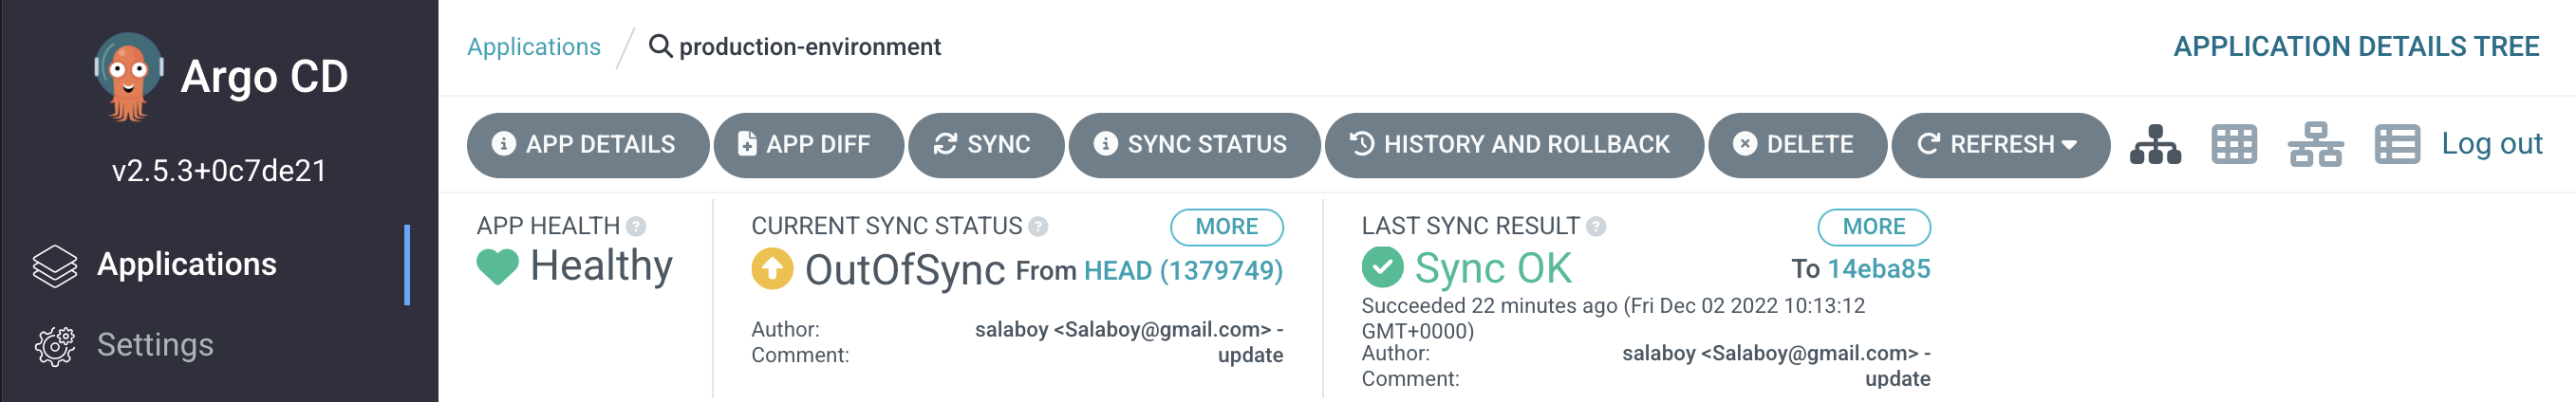 Argo CD
v2.5.3+0c7de21
Applications
Settings
Applications / production-environment
APPLICATION DETAILS TREE
APP DETAILS
APP DIFF
SYNC
SYNC STATUS
HISTORY AND ROLLBACK
DELETE
REFRESH
Log out
APP HEALTH ?
Healthy
CURRENT SYNC STATUS ? MORE
OutOfSync From HEAD (1379749)
Author: salaboy <Salaboy@gmail.com> -
Comment: update
LAST SYNC RESULT ? MORE
Sync OK To 14eba85
Succeeded 22 minutes ago (Fri Dec 02 2022 10:13:12
GMT+0000)
Author: salaboy <Salaboy@gmail.com> -
Comment: update